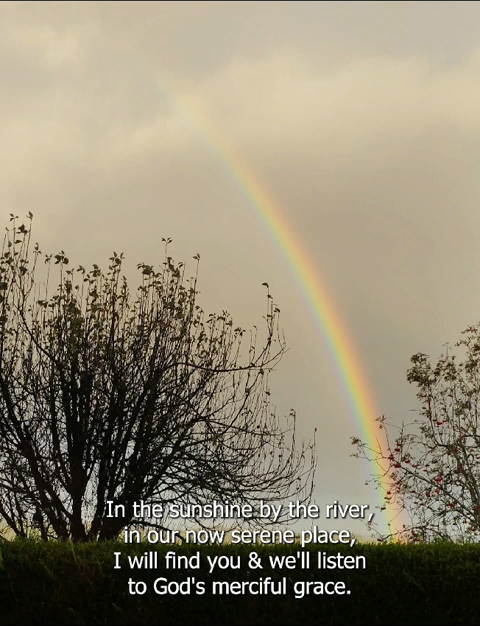 In the sunshine by the river,
in our now serene place,
I will find you & we'll listen
to God's merciful grace.